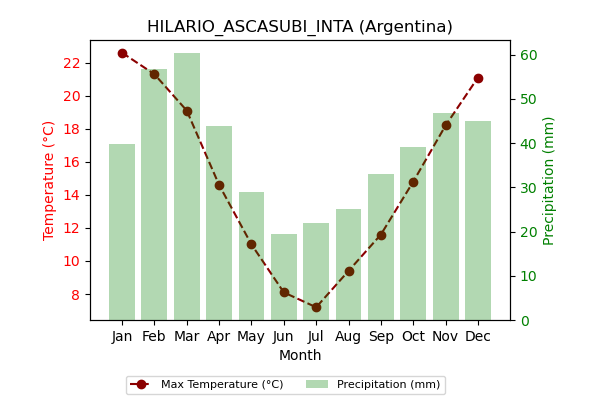 HILARIO_ASCASUBI_INTA (Argentina)
Temperature (°C)
22
20
18
16
14
12
10
8
60
50
40
30
20
10
0
Precipitation (mm)
Jan Feb Mar Apr May Jun Jul Aug Sep Oct Nov Dec
Month
Max Temperature (°C) Precipitation (mm)